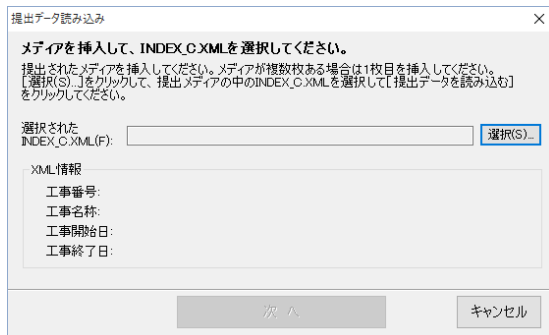 提出データ読み込み
メディアを挿入して、INDEX_C.XMLを選択してください。
提出されたメディアを挿入してください。メディアが複数枚ある場合は1枚目を挿入してください。
[選択(S)...]をクリックして、提出メディアの中のINDEX_C.XMLを選択して[提出データを読み込む]
をクリックしてください。
選択された
INDEX_C.XML(F):
選択(S)...
XML情報
工事番号:
工事名称:
工事開始日:
工事終了日:
次 へ
キャンセル